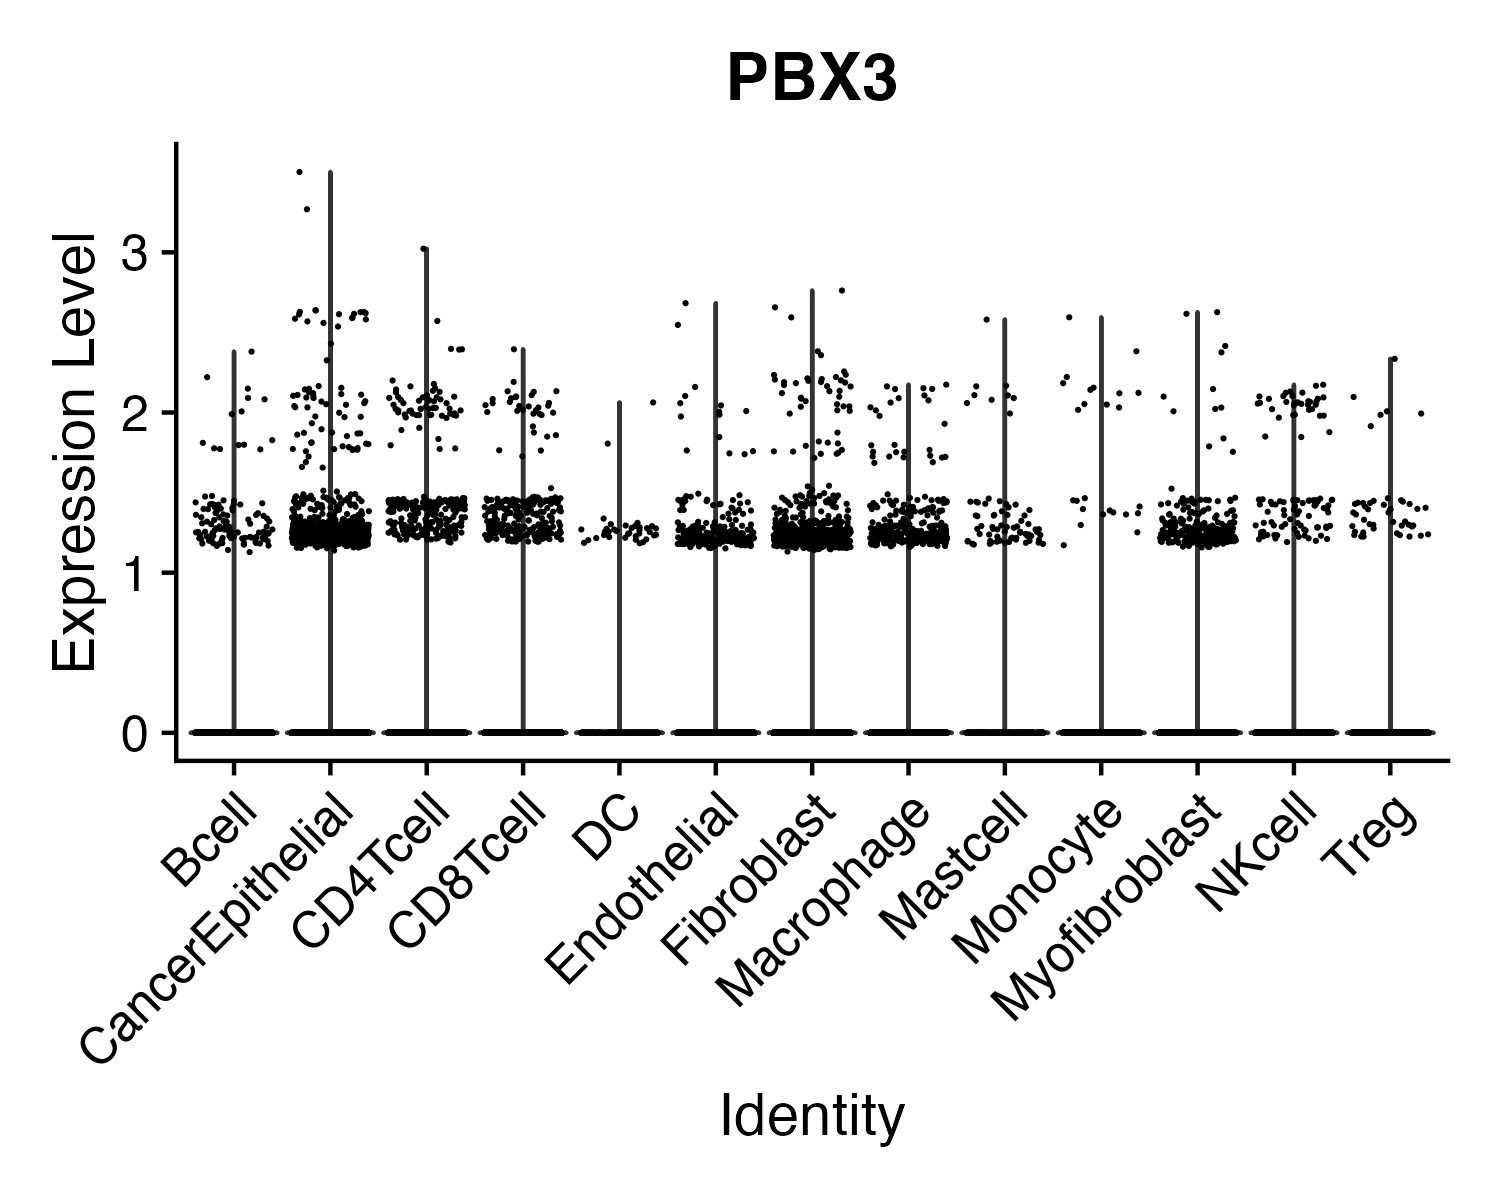 PBX3
Expression Level
3
2
1
0
Bcell
CancerEpithelial
CD4Tcell
CD8Tcell
DC
Endothelial
Fibroblast
Macrophage
Mastcell
Monocyte
Myofibroblast
NKcell
Treg
Identity